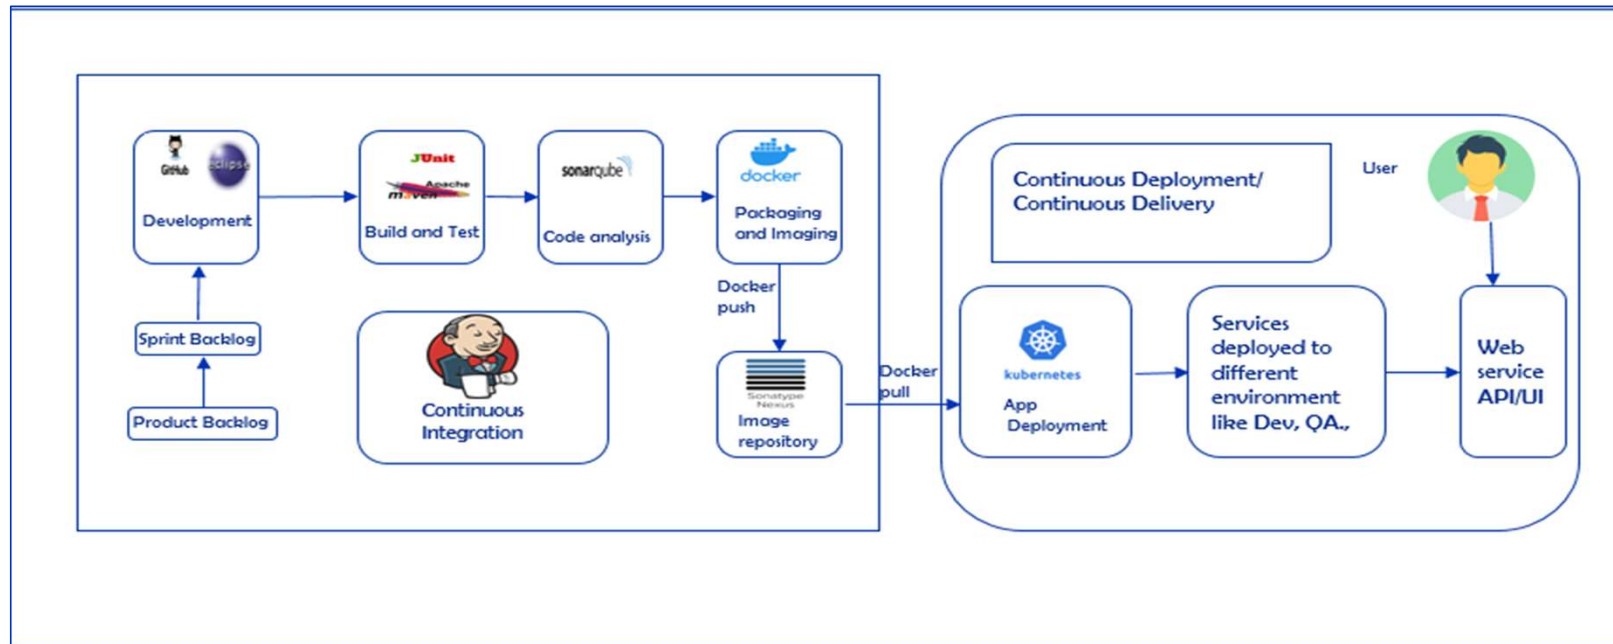 GitHub
eclipse
Development
JUnit
Apache
maven
Build and Test
sonarqube
Code analysis
docker
Packaging
and Imaging
Docker
push
Sprint Backlog
Product Backlog
Continuous
Integration
Sonatype
Nexus
Image
repository
Docker
pull
Continuous Deployment/
Continuous Delivery
User
kubernetes
App
Deployment
Services
deployed to
different
environment
like Dev, QA.,
Web
service
API/UI